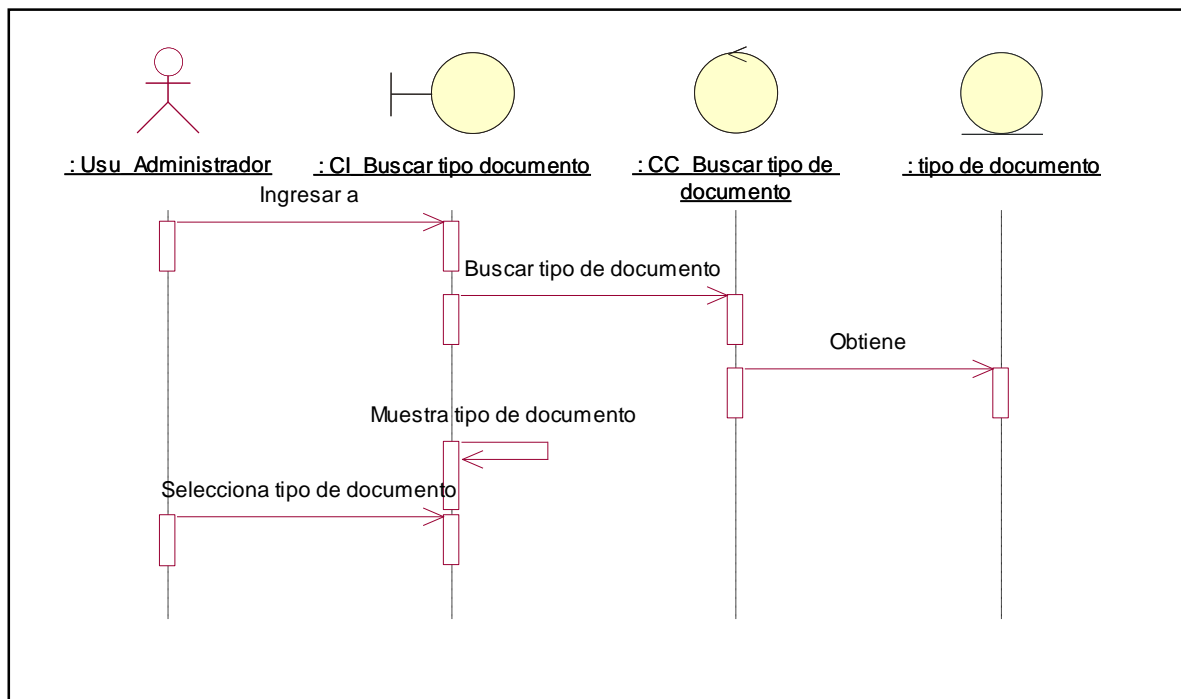 : Usu_Administrador
: CI_Buscar tipo documento
: CC_Buscar tipo de
documento
: tipo de documento
Ingresar a
Buscar tipo de documento
Obtiene
Muestra tipo de documento
Selecciona tipo de documento